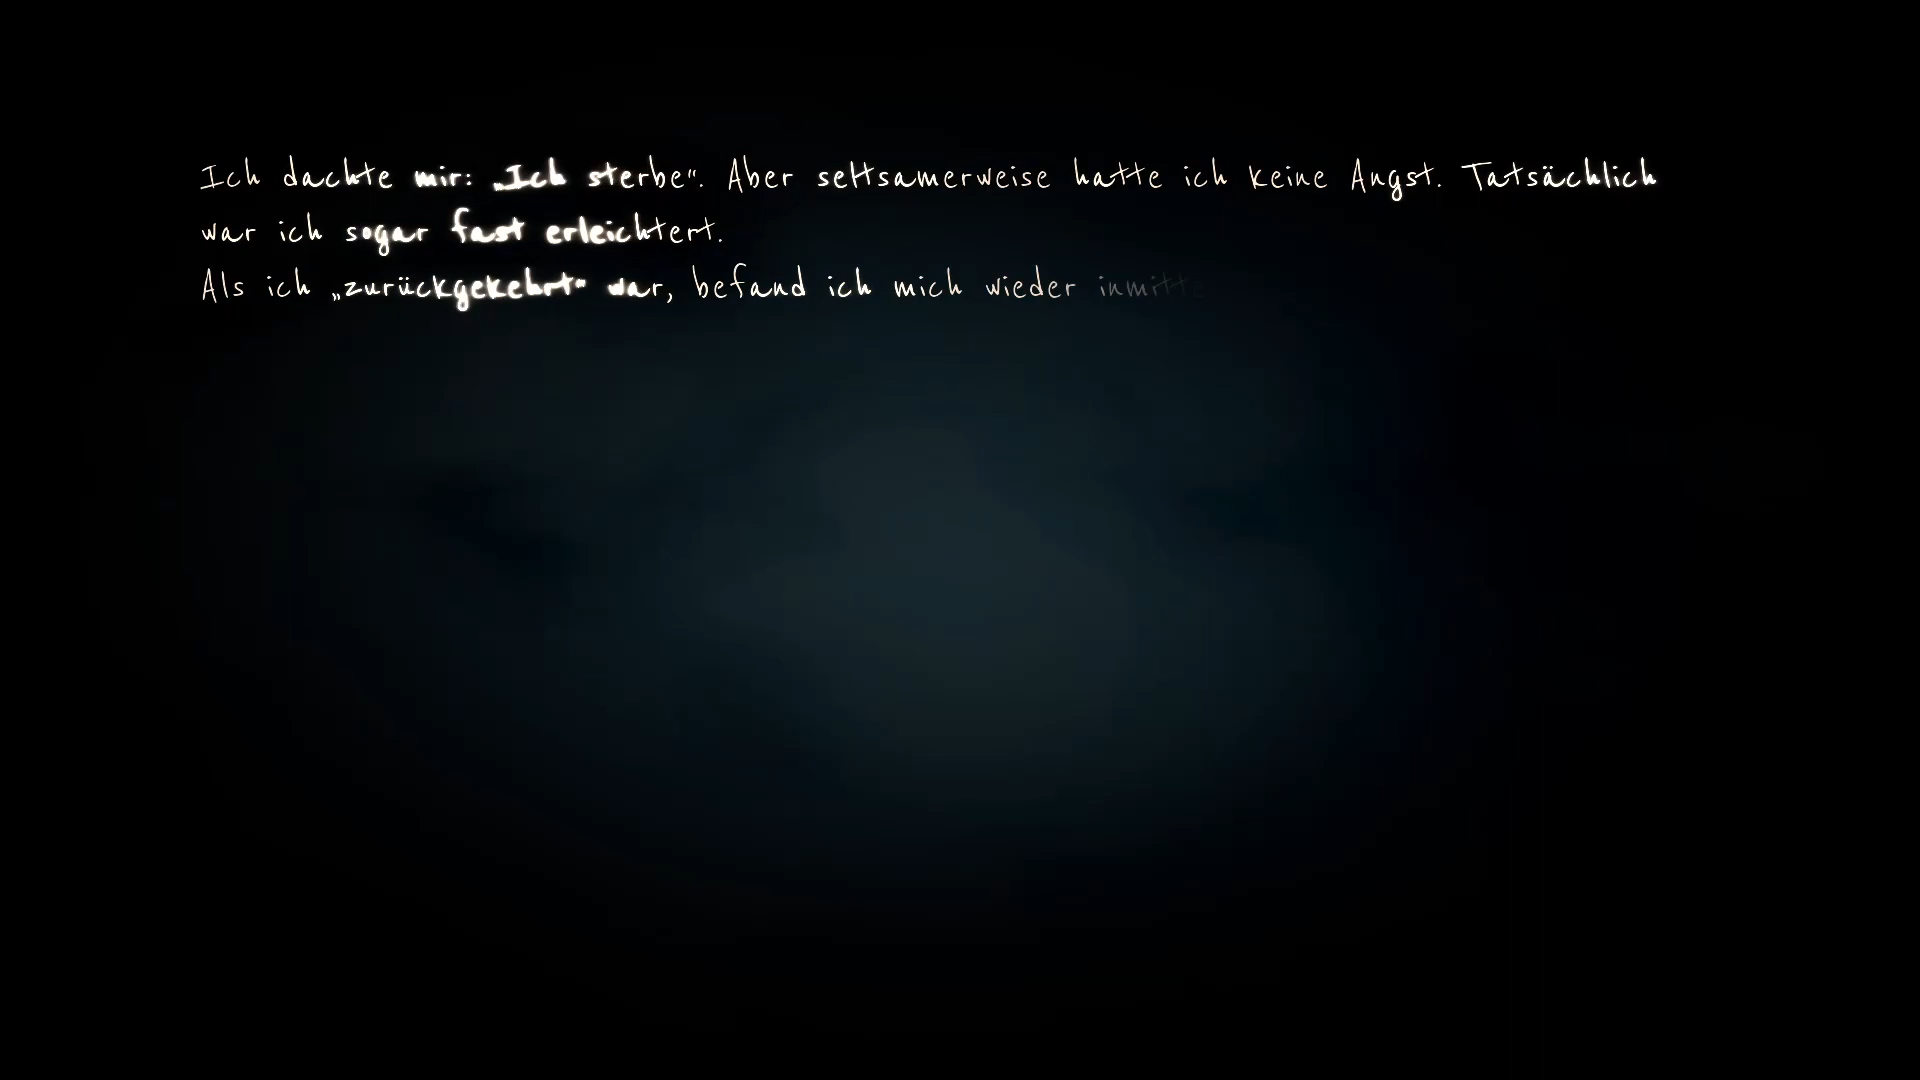 Ich dachte mir: „Ich sterbe“. Aber seltsamerweise hatte ich keine Angst. Tatsächlich
war ich sogar fast erleichtert.
Als ich „zurückgekehrt“ war, befand ich mich wieder inmitte